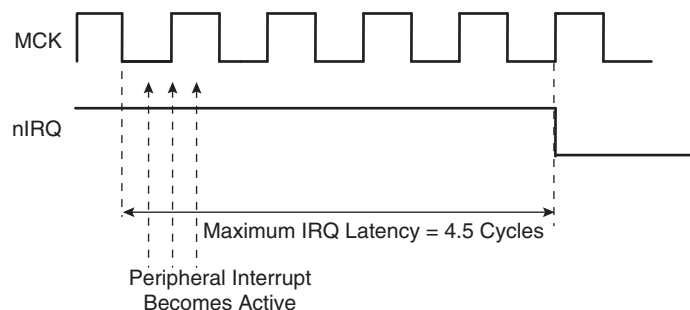 MCK
nIRQ
Maximum IRQ Latency = 4.5 Cycles
Peripheral Interrupt
Becomes Active